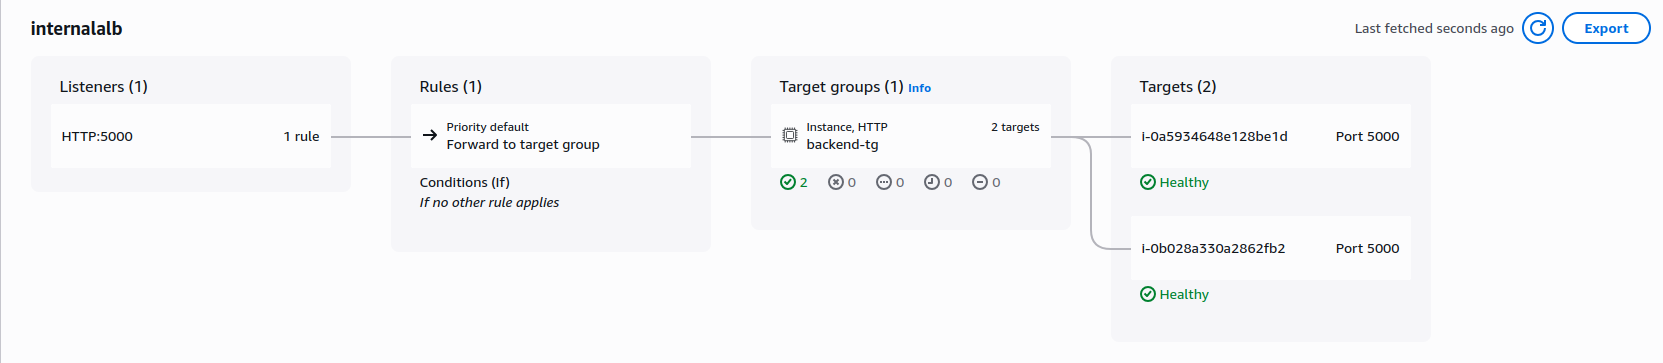 internalalb
Last fetched seconds ago
Export
Listeners (1)
HTTP:5000
1 rule
Rules (1)
Priority default
Forward to target group
Conditions (If)
If no other rule applies
Target groups (1) Info
Instance, HTTP
2 targets
backend-tg
2 0 0 0 0
Targets (2)
i-0a5934648e128be1d
Port 5000
Healthy
i-0b028a330a2862fb2
Port 5000
Healthy